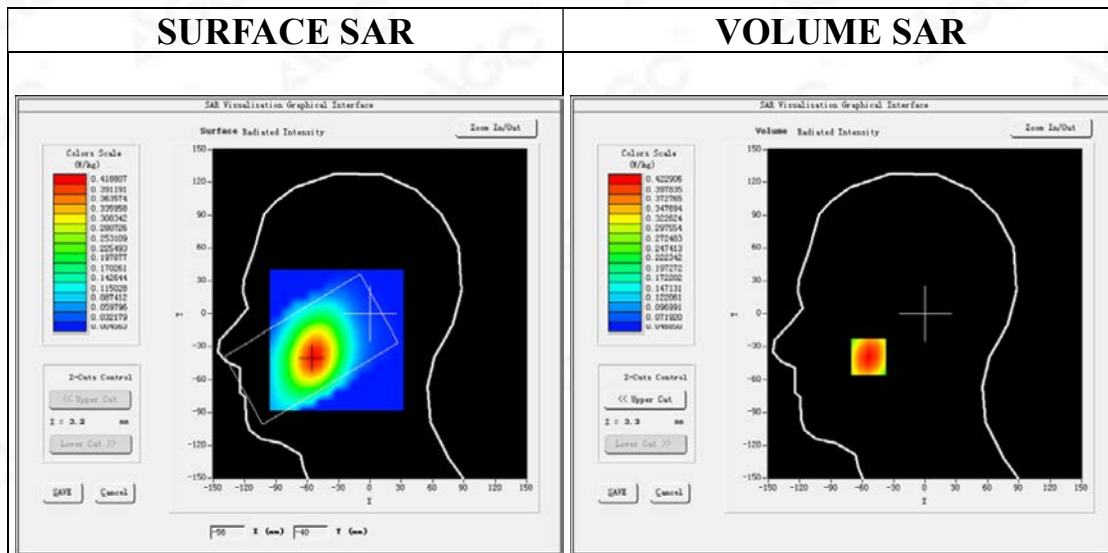 SURFACE SAR
VOLUME SAR
SAR Visualisation Graphical Interface
Surface Radiated Intensity
Zoom In/Out
Colors Scale
(W/kg)
0.418807
0.391191
0.363574
0.335958
0.308342
0.280726
0.253109
0.225493
0.197877
0.170261
0.142644
0.115028
0.087412
0.059796
0.032179
0.004563
150
120
90
60
30
0
-30
-60
-90
-120
-150
Y
-150 -120 -90 -60 -30 0 30 60 90 120 150
X
Z-Cuts Control
<< Upper Cut
Z = 3.2 mm
Lower Cut >>
SAVE Cancel
-56 X (mm) -40 Y (mm)
SAR Visualisation Graphical Interface
Volume Radiated Intensity
Zoom In/Out
Colors Scale
(W/kg)
0.422906
0.397835
0.372765
0.347694
0.322624
0.297554
0.272483
0.247413
0.222342
0.197272
0.172202
0.147131
0.122061
0.096991
0.071920
0.046850
150
120
90
60
30
0
-30
-60
-90
-120
-150
Y
-150 -120 -90 -60 -30 0 30 60 90 120 150
X
Z-Cuts Control
<< Upper Cut
Lower Cut >>
SAVE Cancel